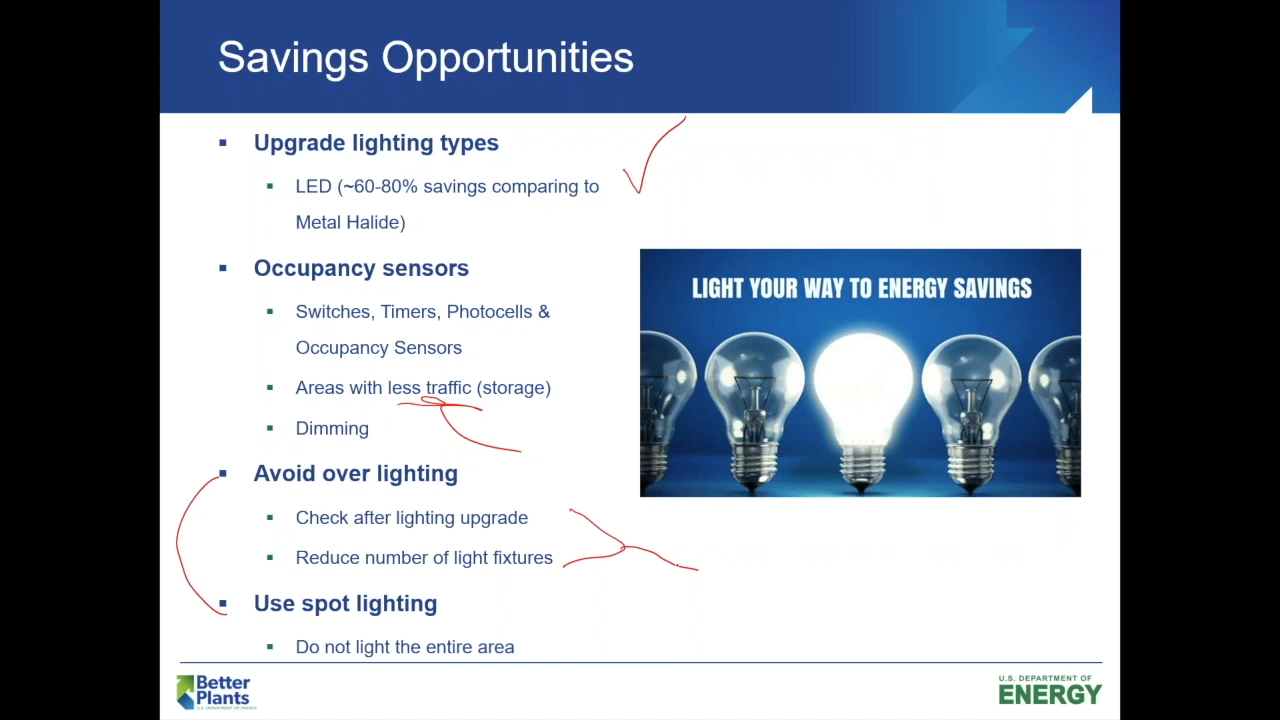 Savings Opportunities
Upgrade lighting types
LED (~60-80% savings comparing to
Metal Halide)
Occupancy sensors
Switches, Timers, Photocells &
Occupancy Sensors
Areas with less traffic (storage)
Dimming
Avoid over lighting
Check after lighting upgrade
Reduce number of light fixtures
Use spot lighting
Do not light the entire area
LIGHT YOUR WAY TO ENERGY SAVINGS
Better
Plants
U.S. DEPARTMENT OF ENERGY
U.S. DEPARTMENT OF
ENERGY